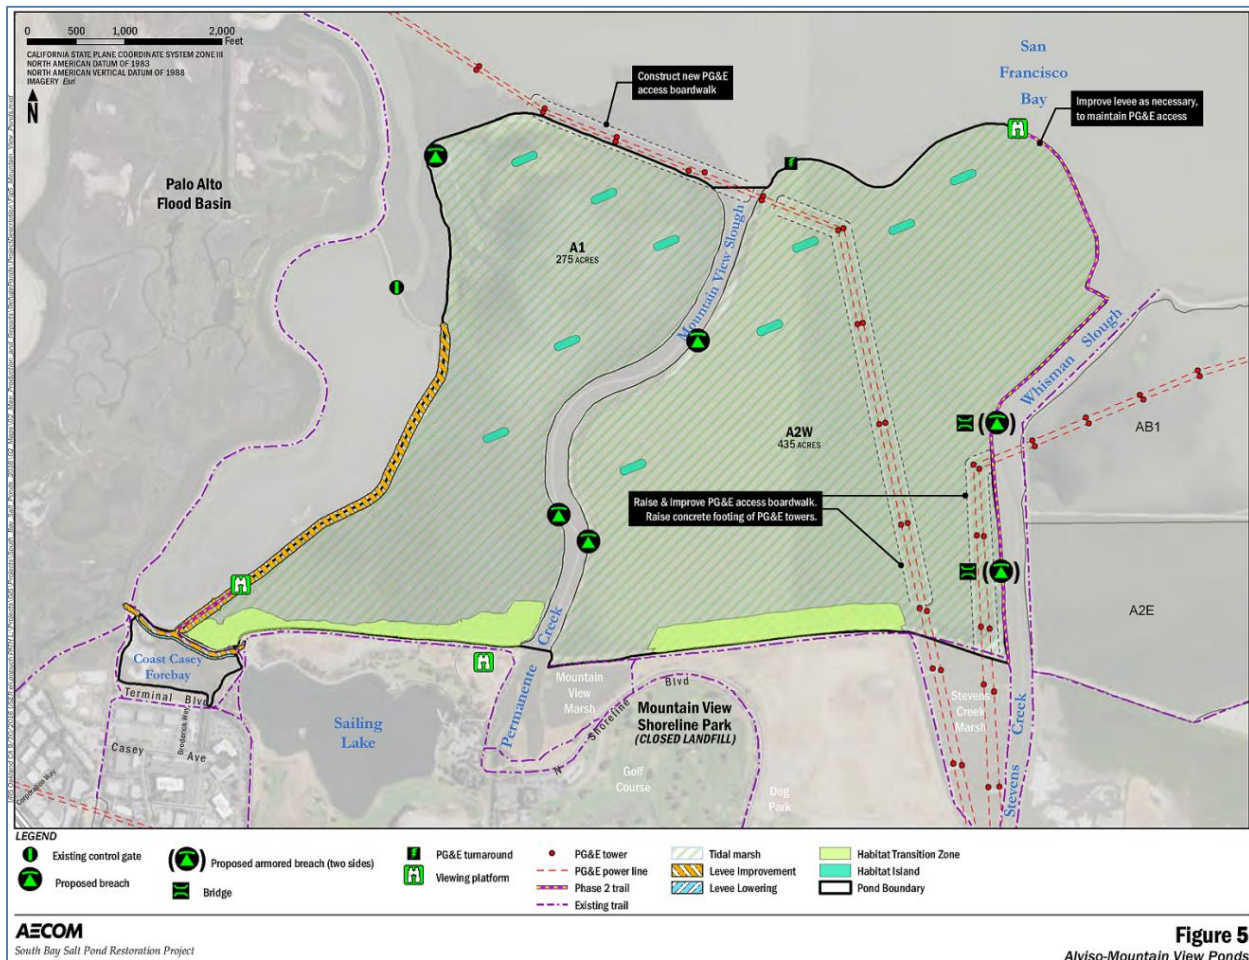 0 500 1,000 2,000
Feet
CALIFORNIA STATE PLANE COORDINATE SYSTEM ZONE III
NORTH AMERICAN DATUM OF 1983
NORTH AMERICAN VERTICAL DATUM OF 1988
IMAGERY Esri
N
Construct new PG&E
access boardwalk
San
Francisco
Bay
Improve levee as necessary,
to maintain PG&E access
Palo Alto
Flood Basin
A1
275 ACRES
Mountain View Slough
Whisman Slough
AB1
A2W
435 ACRES
Raise & improve PG&E access boardwalk.
Raise concrete footing of PG&E towers.
A2E
Coast Casey
Forebay
Terminal Blvd
Broderick Way
Casey Ave
Corporation Way
Sailing
Lake
Permanente Creek
Mountain
View
Marsh
N Shoreline Blvd
Mountain View
Shoreline Park
(CLOSED LANDFILL)
Golf
Course
Dog
Park
Stevens
Creek
Marsh
Stevens Creek
LEGEND
Existing control gate
Proposed breach
Proposed armored breach (two sides)
Bridge
PG&E turnaround
Viewing platform
PG&E tower
PG&E power line
Phase 2 trail
Existing trail
Tidal marsh
Levee Improvement
Levee Lowering
Habitat Transition Zone
Habitat Island
Pond Boundary
AECOM
South Bay Salt Pond Restoration Project
Figure 5
Alviso-Mountain View Ponds